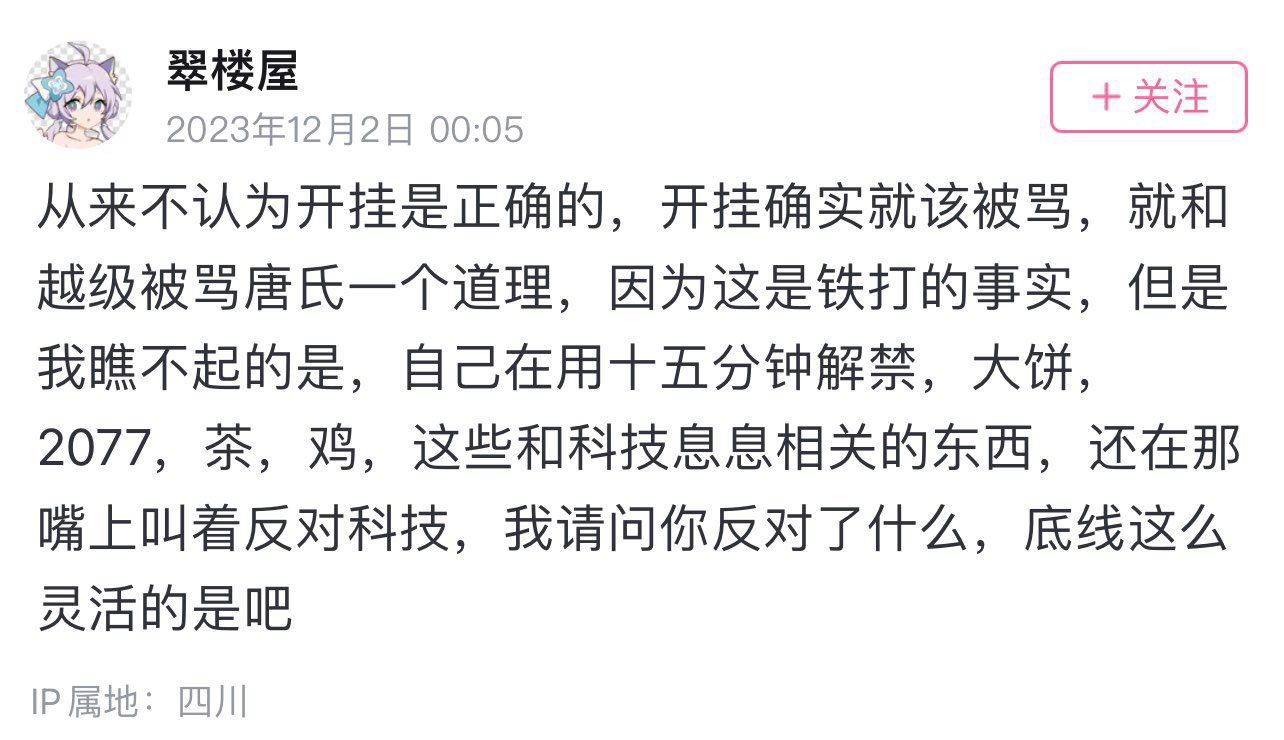 翠楼屋
2023年12月2日 00:05
+ 关注
从来不认为开挂是正确的，开挂确实就该被骂，就和
越级被骂唐氏一个道理，因为这是铁打的事实，但是
我瞧不起的是，自己在用十五分钟解禁，大饼，
2077，茶，鸡，这些和科技息息相关的东西，还在那
嘴上叫着反对科技，我请问你反对了什么，底线这么
灵活的是吧
IP属地：四川